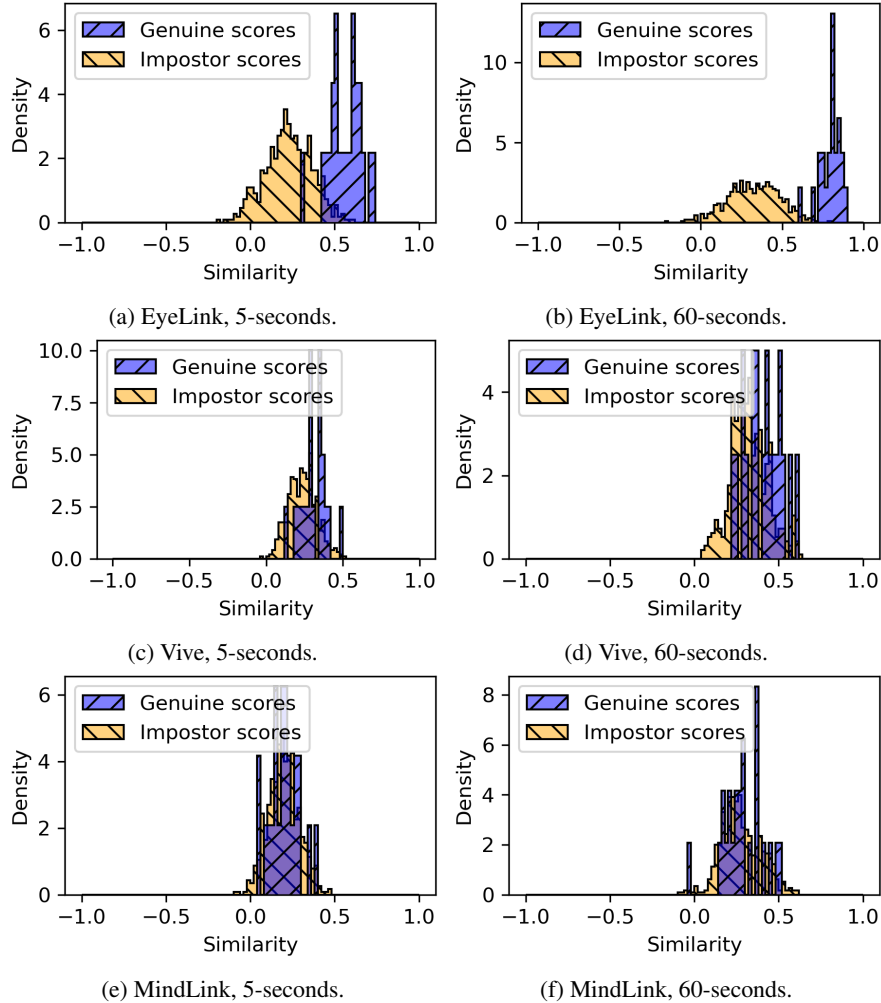 Genuine scores
Impostor scores
6
4
2
0
Density
−1.0 −0.5 0.0 0.5 1.0
Similarity
(a) EyeLink, 5-seconds.
Genuine scores
Impostor scores
10
5
0
Density
−1.0 −0.5 0.0 0.5 1.0
Similarity
(b) EyeLink, 60-seconds.
Genuine scores
Impostor scores
10.0
7.5
5.0
2.5
0.0
Density
−1.0 −0.5 0.0 0.5 1.0
Similarity
(c) Vive, 5-seconds.
Genuine scores
Impostor scores
4
2
0
Density
−1.0 −0.5 0.0 0.5 1.0
Similarity
(d) Vive, 60-seconds.
Genuine scores
Impostor scores
6
4
2
0
Density
−1.0 −0.5 0.0 0.5 1.0
Similarity
(e) MindLink, 5-seconds.
Genuine scores
Impostor scores
8
6
4
2
0
Density
−1.0 −0.5 0.0 0.5 1.0
Similarity
(f) MindLink, 60-seconds.